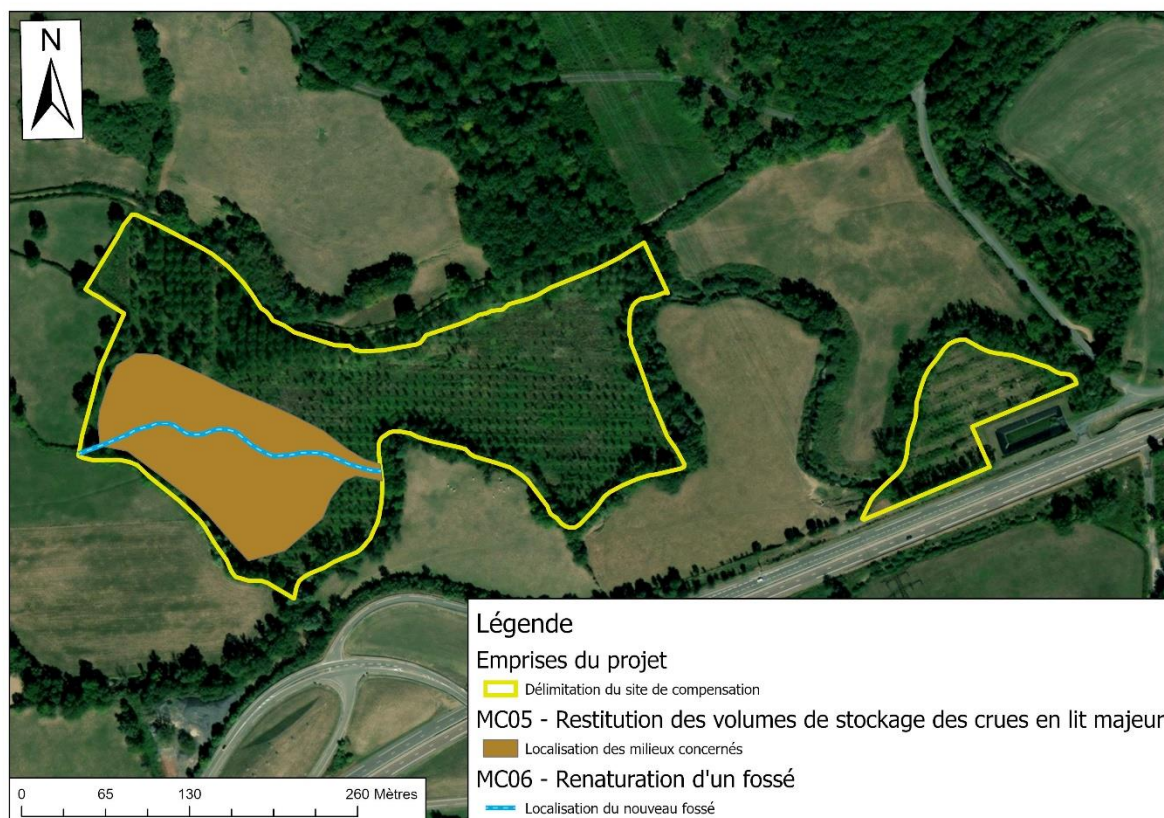 N
Légende
Emprises du projet
Délimitation du site de compensation
MC05 - Restitution des volumes de stockage des crues en lit majeur
Localisation des milieux concernés
MC06 - Renaturation d'un fossé
Localisation du nouveau fossé
0 65 130 260 Mètres